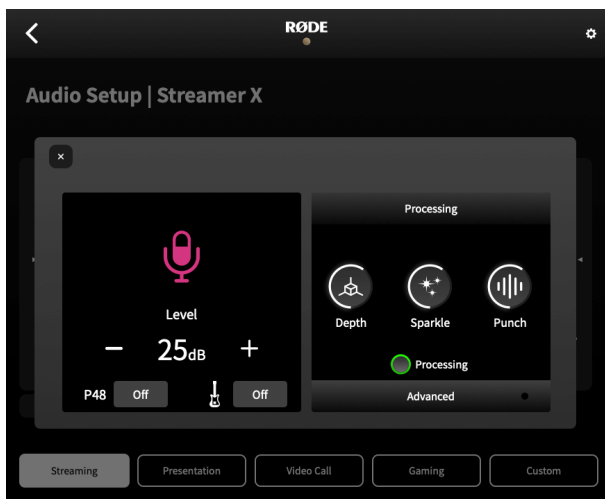 RØDE
Audio Setup | Streamer X
×
Processing
Level
25dB
P48 Off Off
Depth Sparkle Punch
Processing
Advanced
Streaming Presentation Video Call Gaming Custom